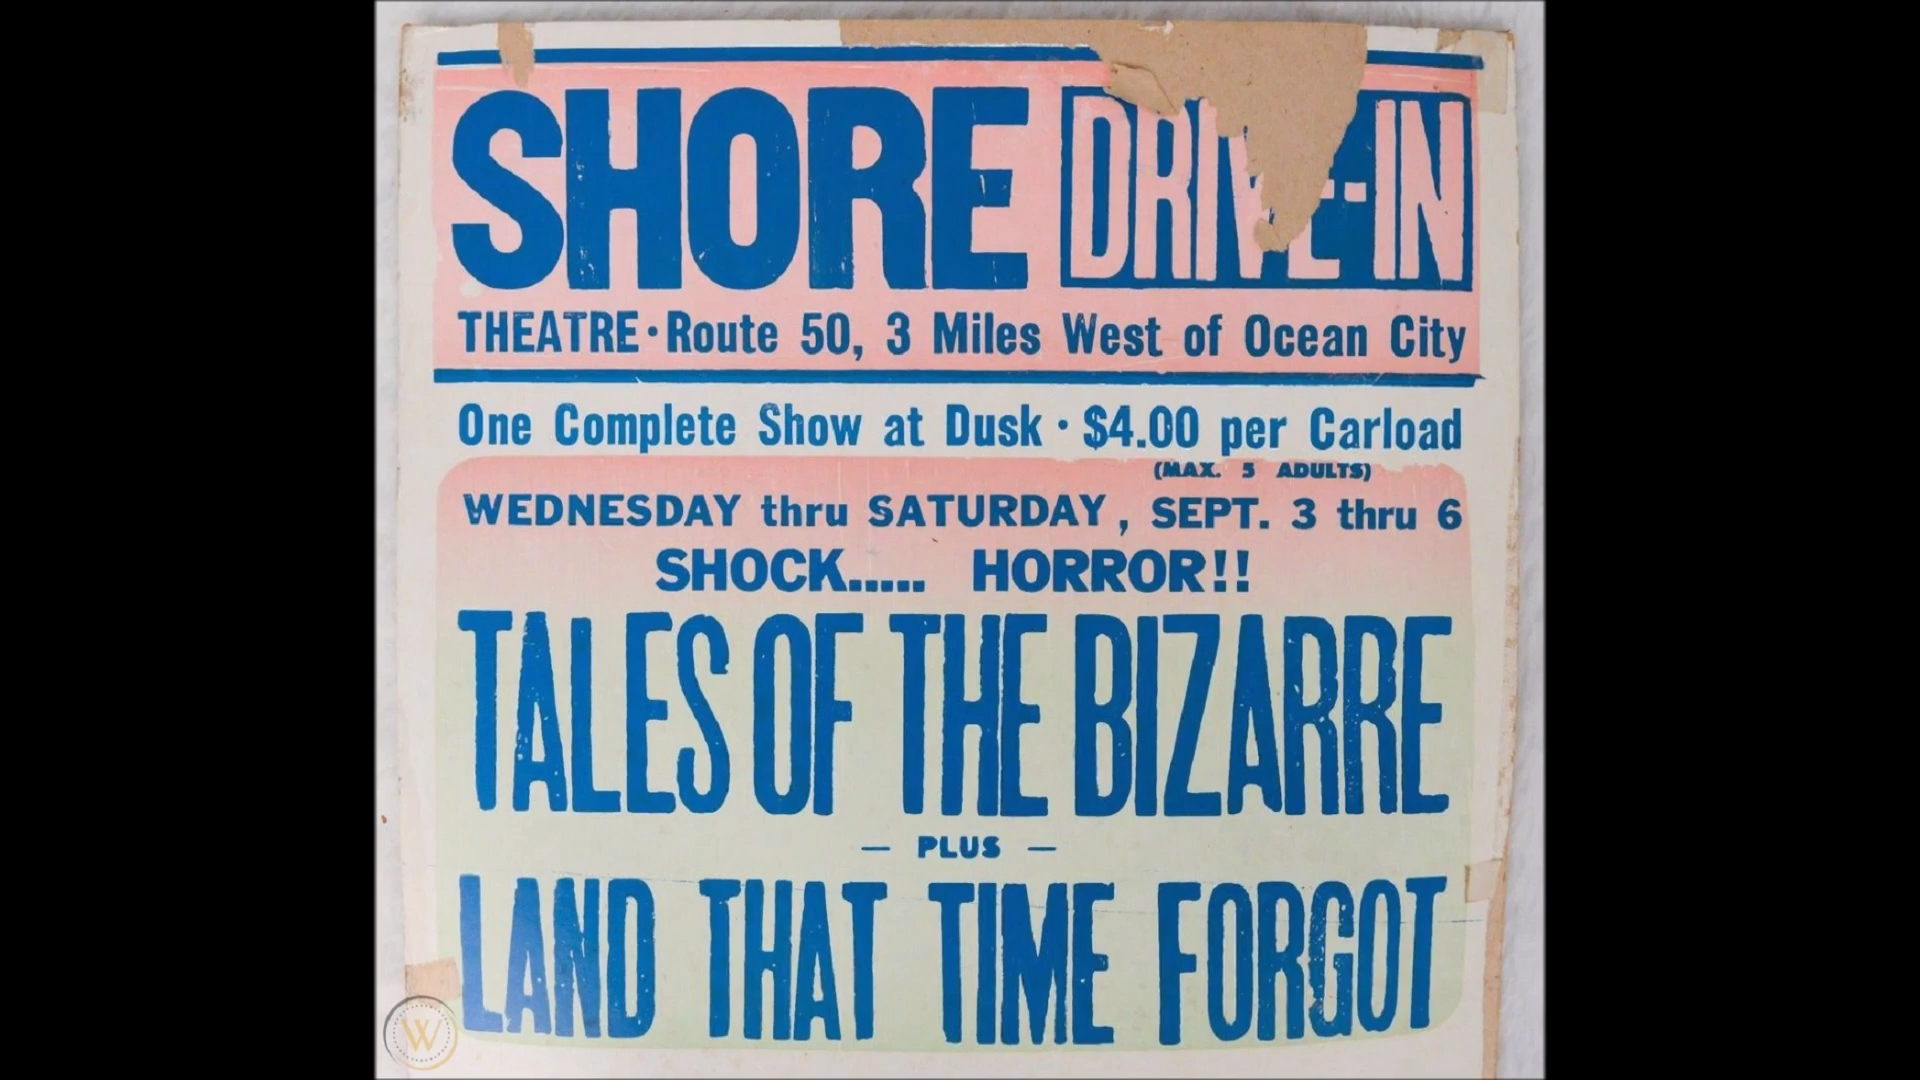 SHORE DRIVE-IN
THEATRE · Route 50, 3 Miles West of Ocean City
One Complete Show at Dusk · $4.00 per Carload
(MAX. 5 ADULTS)
WEDNESDAY thru SATURDAY, SEPT. 3 thru 6
SHOCK..... HORROR!!
TALES OF THE BIZARRE
— PLUS —
LAND THAT TIME FORGOT
W